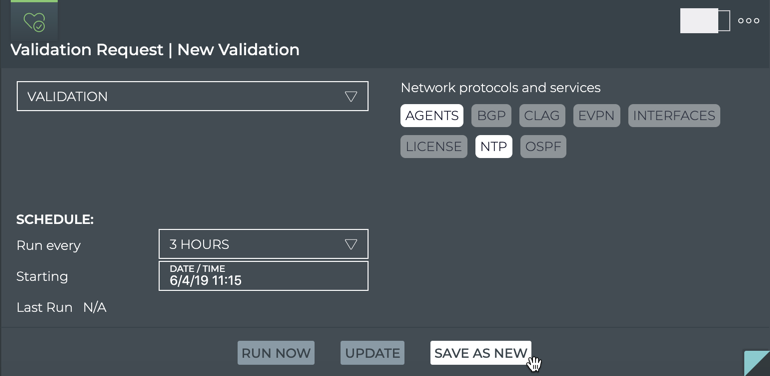 Validation Request | New Validation
VALIDATION
Network protocols and services
AGENTS BGP CLAG EVPN INTERFACES
LICENSE NTP OSPF
SCHEDULE:
Run every 3 HOURS
DATE / TIME
Starting 6/4/19 11:15
Last Run N/A
RUN NOW UPDATE SAVE AS NEW